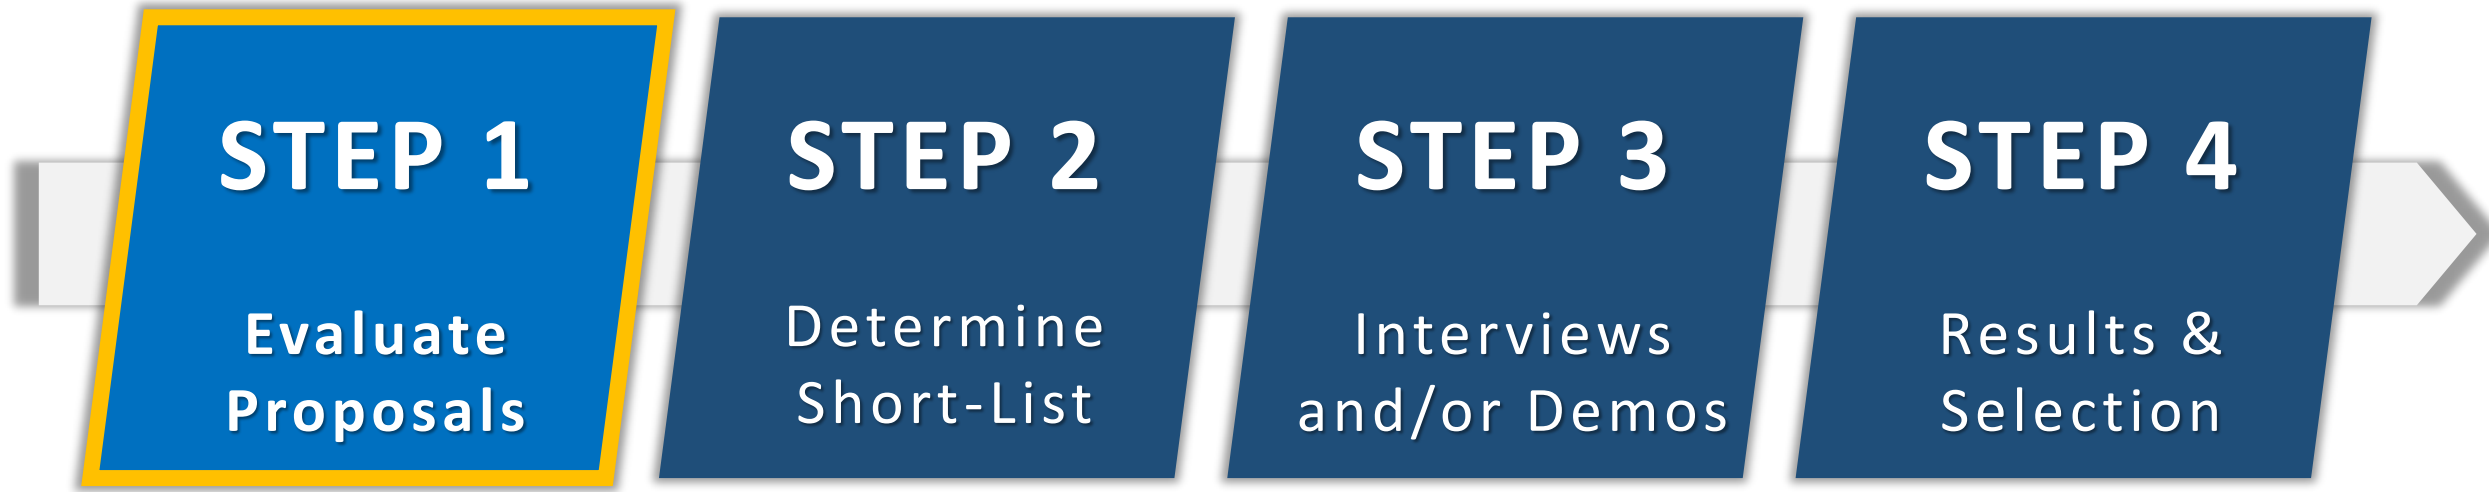 STEP 1
Evaluate
Proposals
STEP 2
Determine
Short-List
STEP 3
Interviews
and/or Demos
STEP 4
Results &
Selection